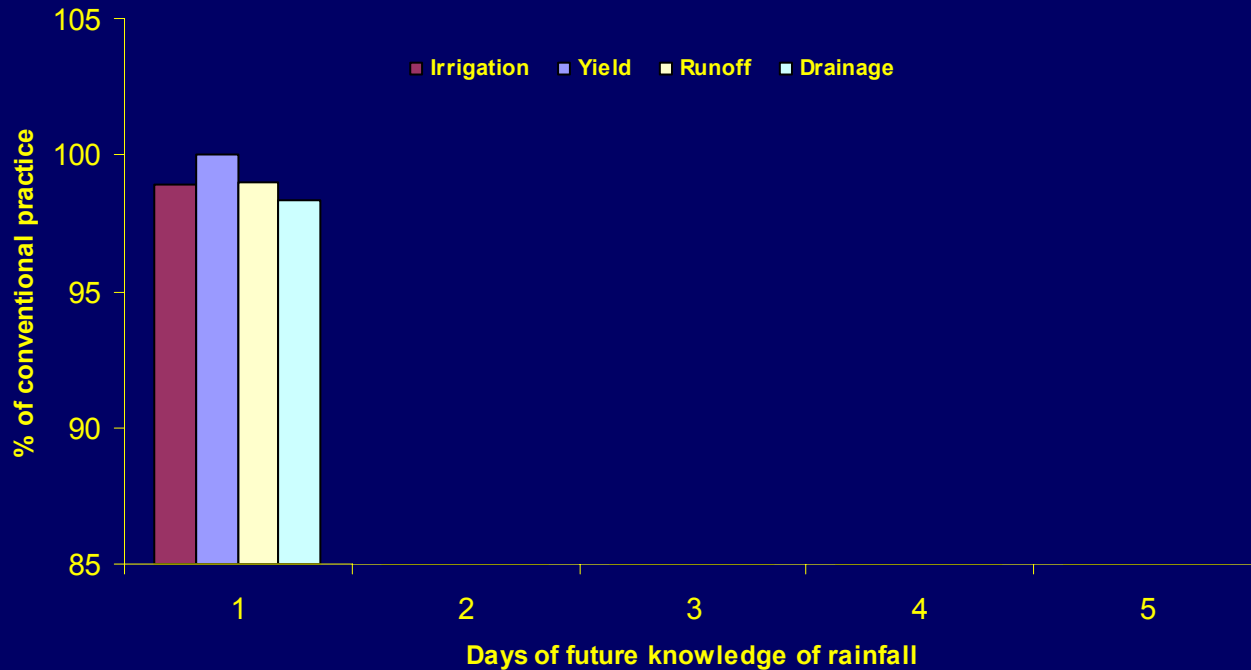 105
Irrigation Yield Runoff Drainage
100
95
90
85
% of conventional practice
1 2 3 4 5
Days of future knowledge of rainfall